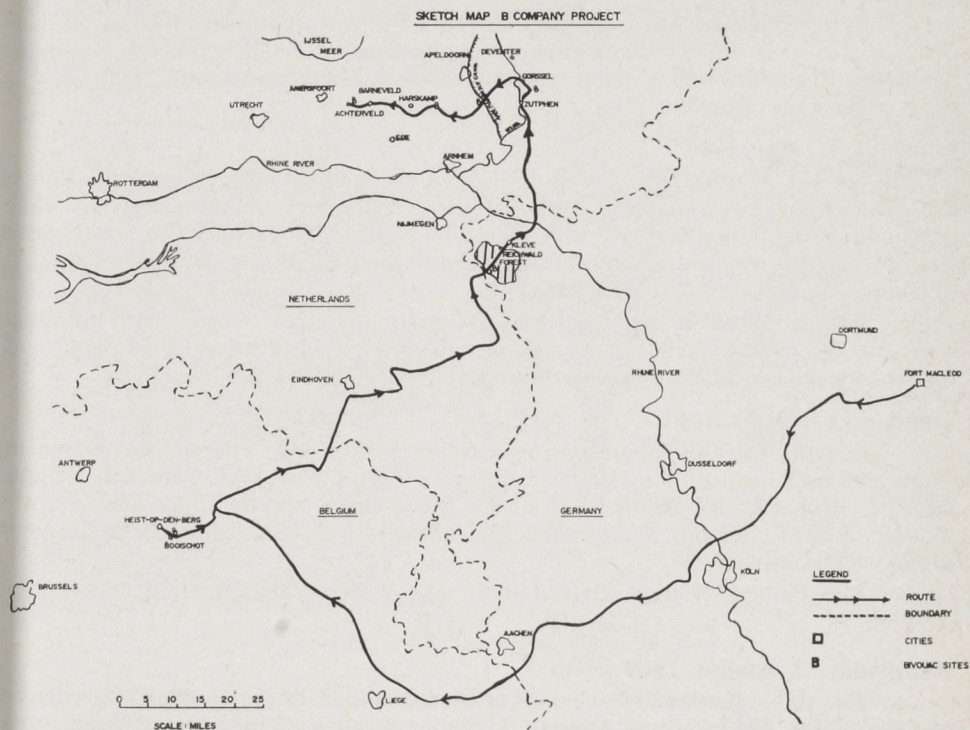 SKETCH MAP B COMPANY PROJECT
IJSSEL
MEER
APELDOORN
DEVENTER
GORSSEL
B
ZUTPHEN
AMERSFOORT
BARNEVELD
HARSKAMP
ACHTERVELD
UTRECHT
EDE
ARNHEM
RHINE RIVER
ROTTERDAM
NIJMEGEN
KLEVE
REICHWALD
FOREST
NETHERLANDS
DORTMUND
RHINE RIVER
FORT MACLEOD
EINDHOVEN
ANTWERP
DUSSELDORF
HEIST-OP-DEN-BERG
BOOISCHOT
BELGIUM
GERMANY
BRUSSELS
KÖLN
LEGEND
ROUTE
BOUNDARY
CITIES
B BIVOUAC SITES
AACHEN
LIEGE
0 5 10 15 20 25
SCALE : MILES